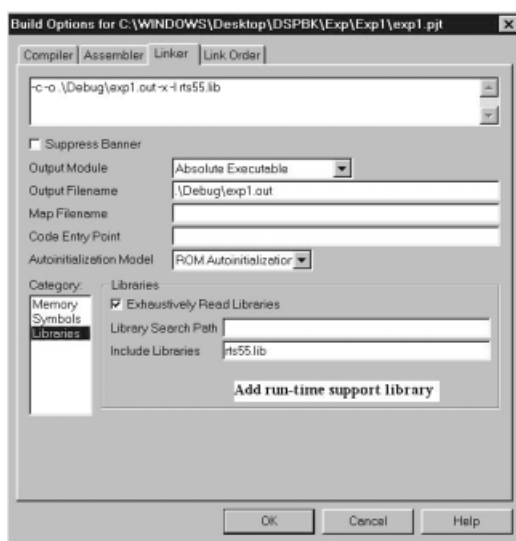 Build Options for C:\WINDOWS\Desktop\DSPBK\Exp\Exp1\exp1.pjt
Compiler Assembler Linker Link Order
-c -o .\Debug\exp1.out -x -l rts55.lib
Suppress Banner
Output Module Absolute Executable
Output Filename .\Debug\exp1.out
Map Filename
Code Entry Point
Autoinitialization Model ROM Autoinitialization
Category: Libraries
Memory Exhaustively Read Libraries
Symbols
Libraries Library Search Path
Include Libraries rts55.lib
Add run-time support library
OK Cancel Help